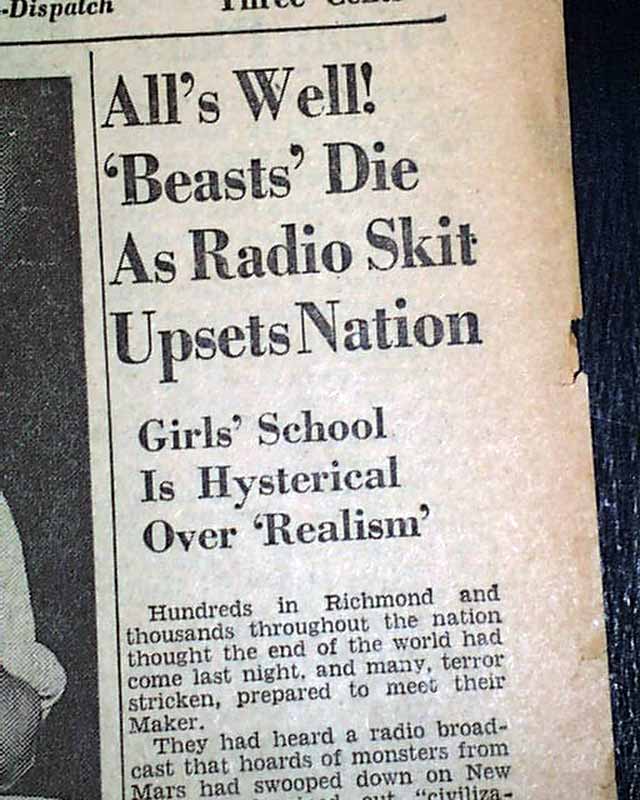 -Dispatch
Three
All's Well!
'Beasts' Die
As Radio Skit
Upsets Nation
Girls' School
Is Hysterical
Over 'Realism'
Hundreds in Richmond and
thousands throughout the nation
thought the end of the world had
come last night, and many, terror
stricken, prepared to meet their
Maker.
They had heard a radio broad-
cast that hoards of monsters from
Mars had swooped down on New
out "civiliza-